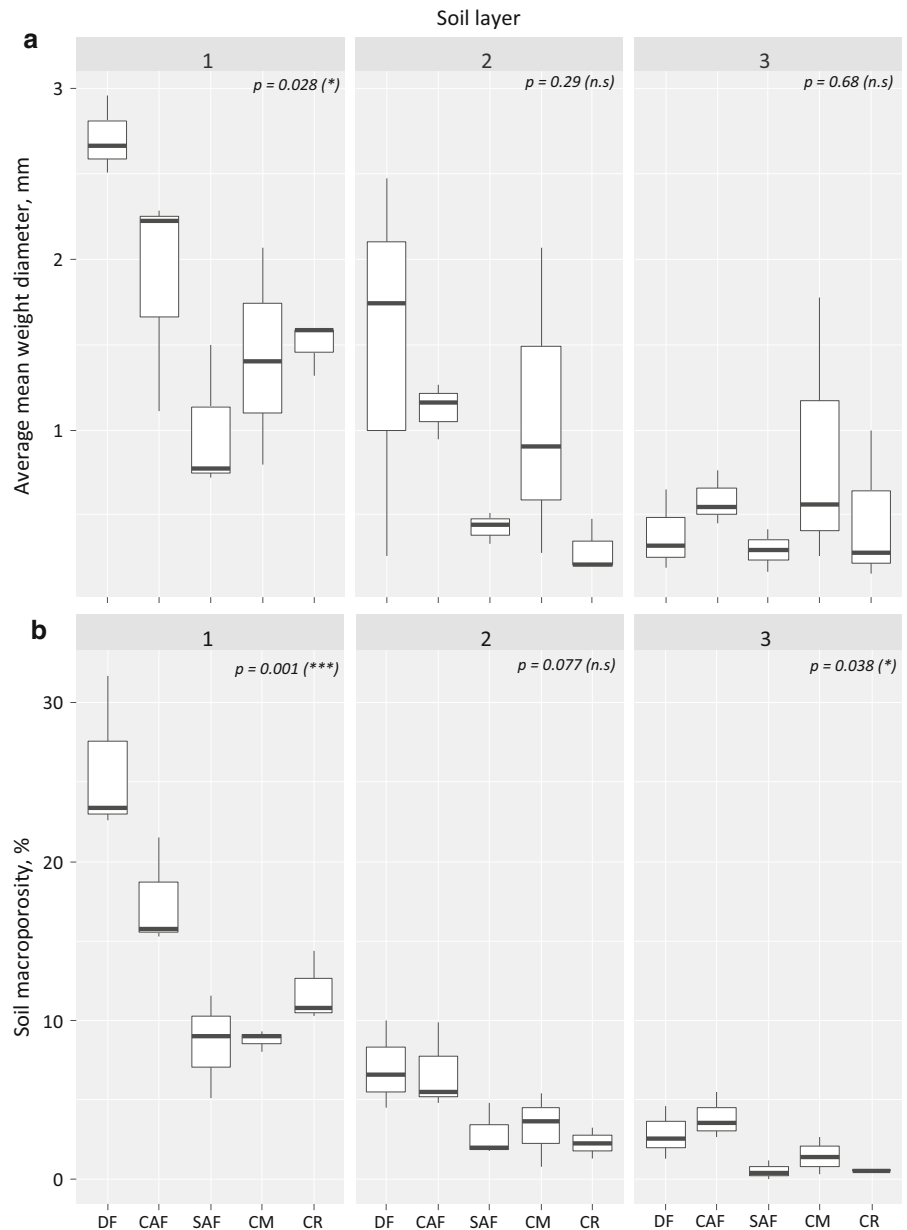 Soil layer
a
1
2
3
p = 0.028 (*)
p = 0.29 (n.s)
p = 0.68 (n.s)
Average mean weight diameter, mm
3
2
1
b
1
2
3
p = 0.001 (***)
p = 0.077 (n.s)
p = 0.038 (*)
Soil macroporosity, %
30
20
10
0
DF CAF SAF CM CR
DF CAF SAF CM CR
DF CAF SAF CM CR